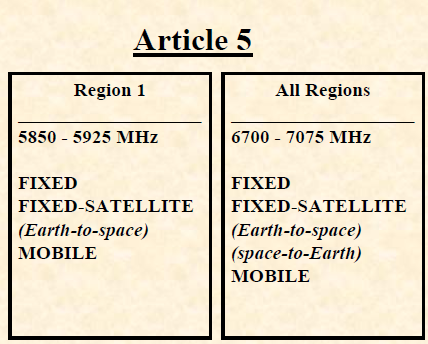 Article 5
Region 1
5850 - 5925 MHz
FIXED
FIXED-SATELLITE
(Earth-to-space)
MOBILE
All Regions
6700 - 7075 MHz
FIXED
FIXED-SATELLITE
(Earth-to-space)
(space-to-Earth)
MOBILE